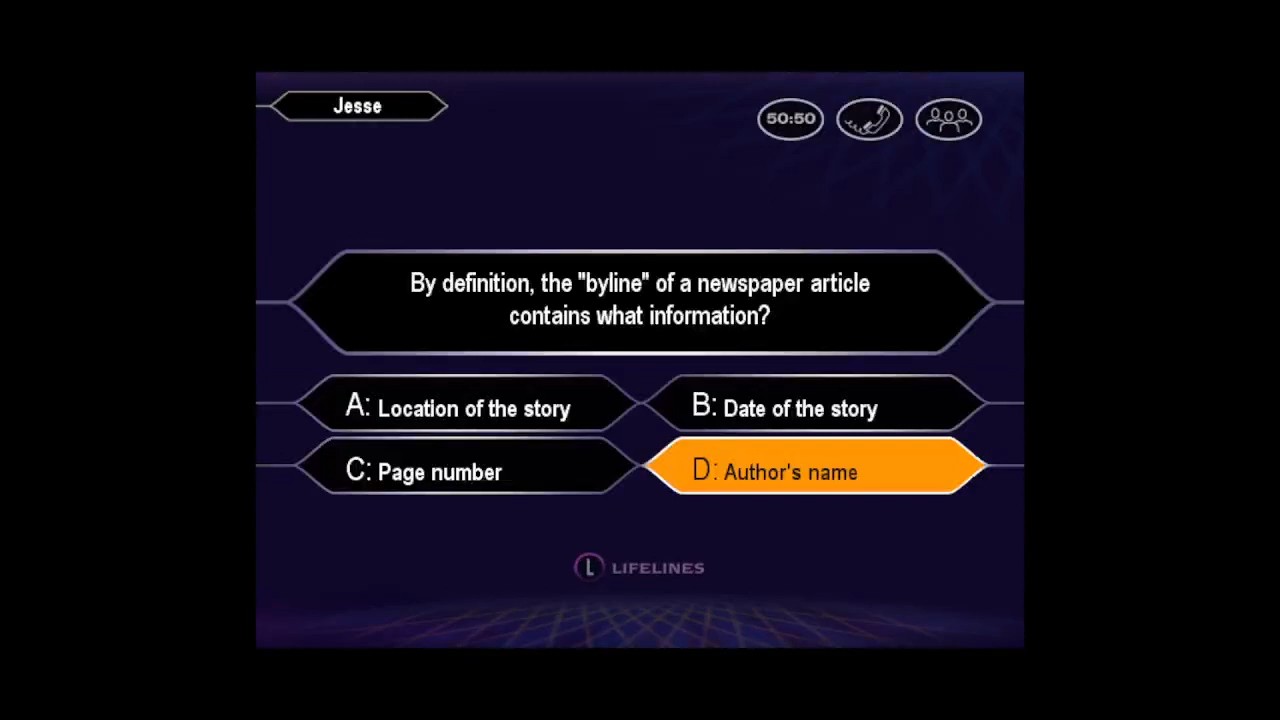 Jesse
50:50
By definition, the "byline" of a newspaper article
contains what information?
A: Location of the story
B: Date of the story
C: Page number
D: Author's name
L LIFELINES